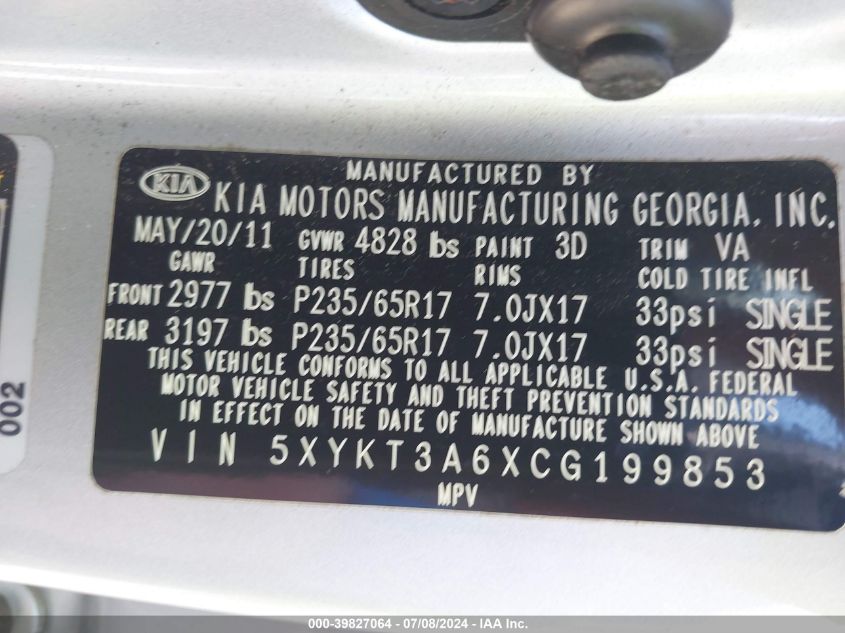 MANUFACTURED BY
KIA KIA MOTORS MANUFACTURING GEORGIA, INC.
MAY/20/11 GVWR 4828 lbs PAINT 3D TRIM VA
GAWR TIRES RIMS COLD TIRE INFL
FRONT 2977 lbs P235/65R17 7.0JX17 33psi SINGLE
REAR 3197 lbs P235/65R17 7.0JX17 33psi SINGLE
THIS VEHICLE CONFORMS TO ALL APPLICABLE U.S.A. FEDERAL
MOTOR VEHICLE SAFETY AND THEFT PREVENTION STANDARDS
IN EFFECT ON THE DATE OF MANUFACTURE SHOWN ABOVE
VIN 5XYKT3A6XCG199853
MPV
002
000-39827064 - 07/08/2024 - IAA Inc.